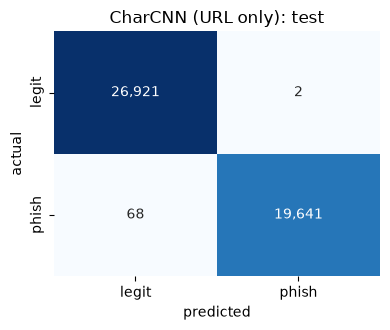 CharCNN (URL only): test
actual
legit
26,921
2
phish
68
19,641
legit
phish
predicted